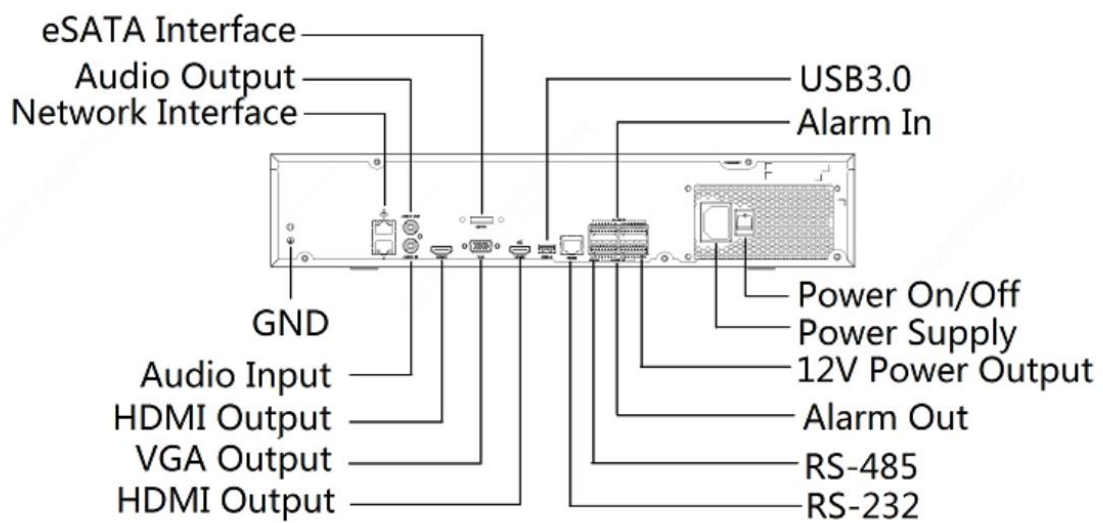 eSATA Interface
Audio Output
Network Interface
USB3.0
Alarm In
GND
Audio Input
HDMI Output
VGA Output
HDMI Output
Power On/Off
Power Supply
12V Power Output
Alarm Out
RS-485
RS-232